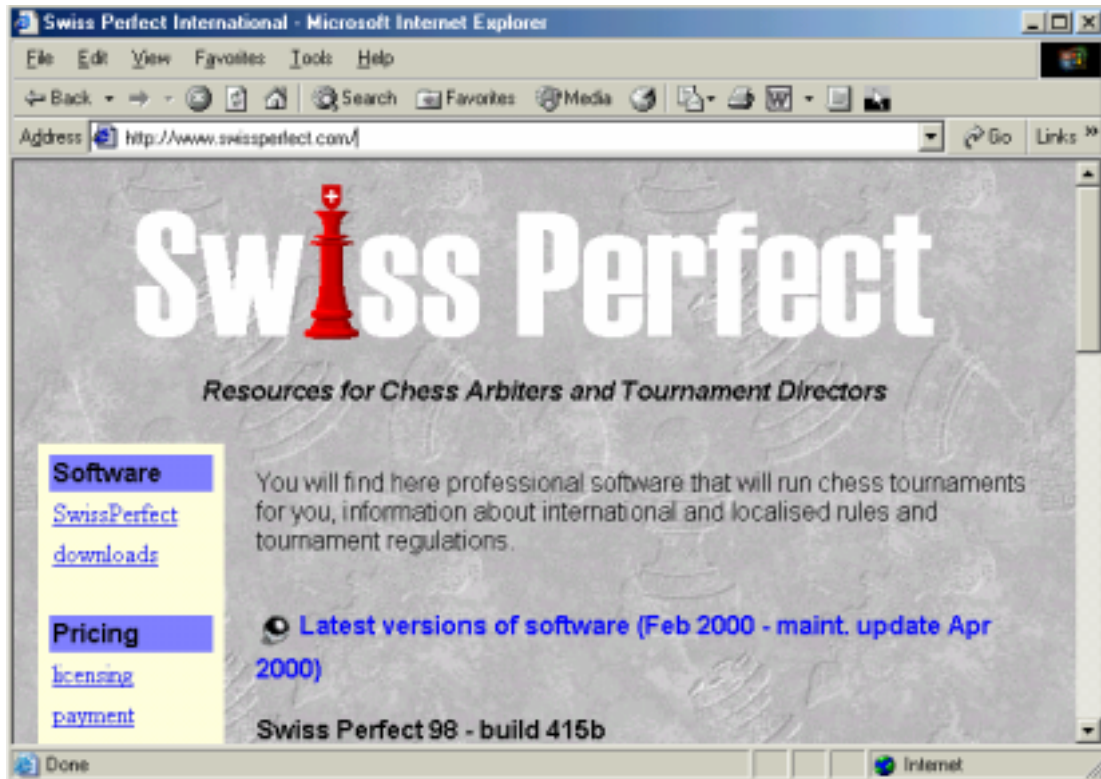 Swiss Perfect International - Microsoft Internet Explorer
File Edit View Favorites Tools Help
Back Search Favorites Media
Address http://www.swissperfect.com/ Go Links »
Swiss Perfect
Resources for Chess Arbiters and Tournament Directors
Software
SwissPerfect
downloads
Pricing
licensing
payment
You will find here professional software that will run chess tournaments
for you, information about international and localised rules and
tournament regulations.
Latest versions of software (Feb 2000 - maint. update Apr
2000)
Swiss Perfect 98 - build 415b
Done Internet